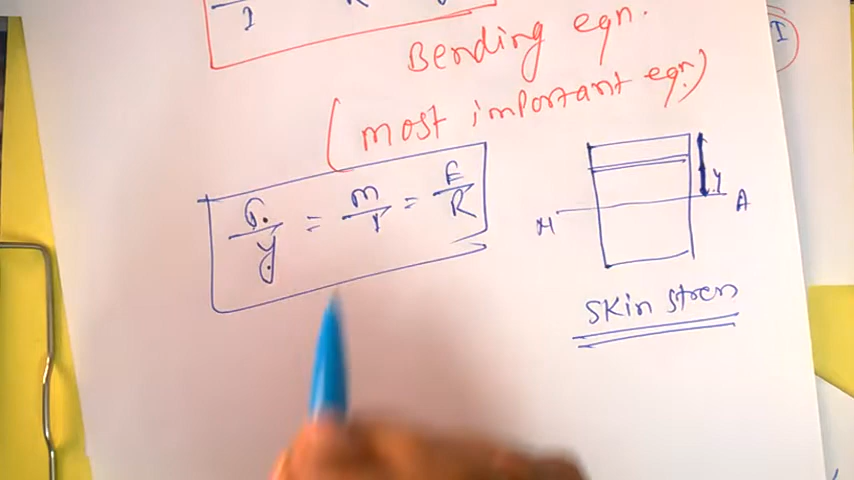 I
Bending eqn.
(most important eqn.)
σ/y = m/I = E/R
y
N A
Skin stress
I